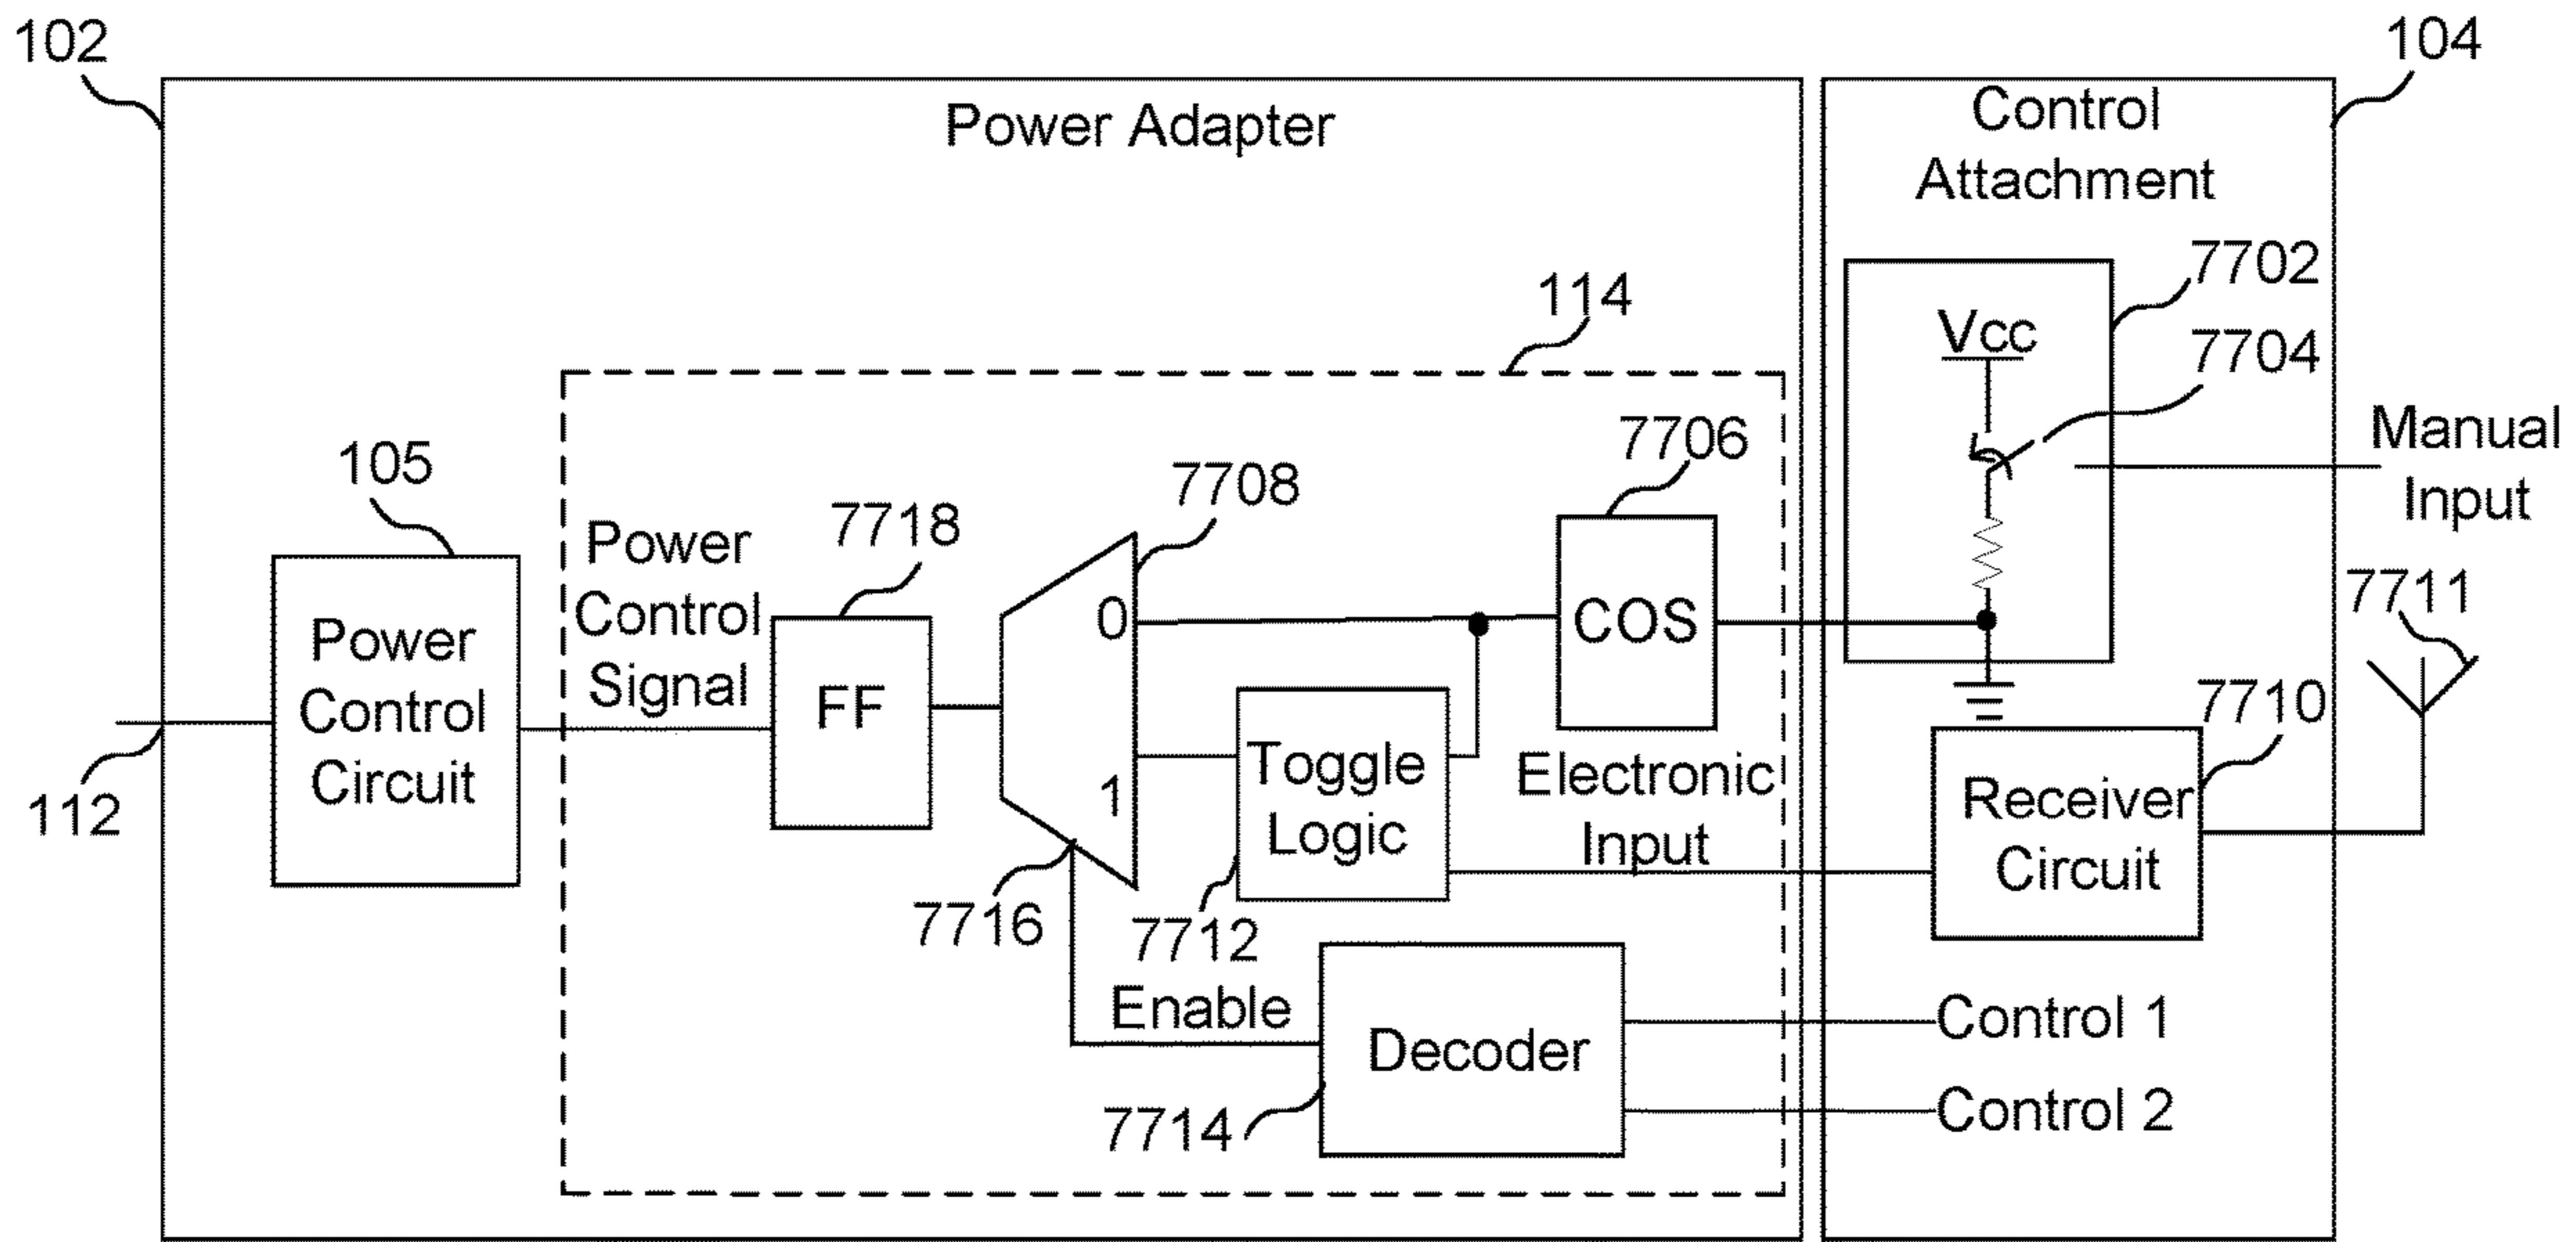 102
104
Power Adapter
Control
Attachment
7702
Vcc
7704
114
Manual
Input
7706
105
7708
7718
Power
Control
Signal
0
COS
7711
Power
Control
Circuit
FF
7710
Toggle
Logic
1
Electronic
Input
Receiver
Circuit
112
7716
7712
Enable
Decoder
Control 1
Control 2
7714